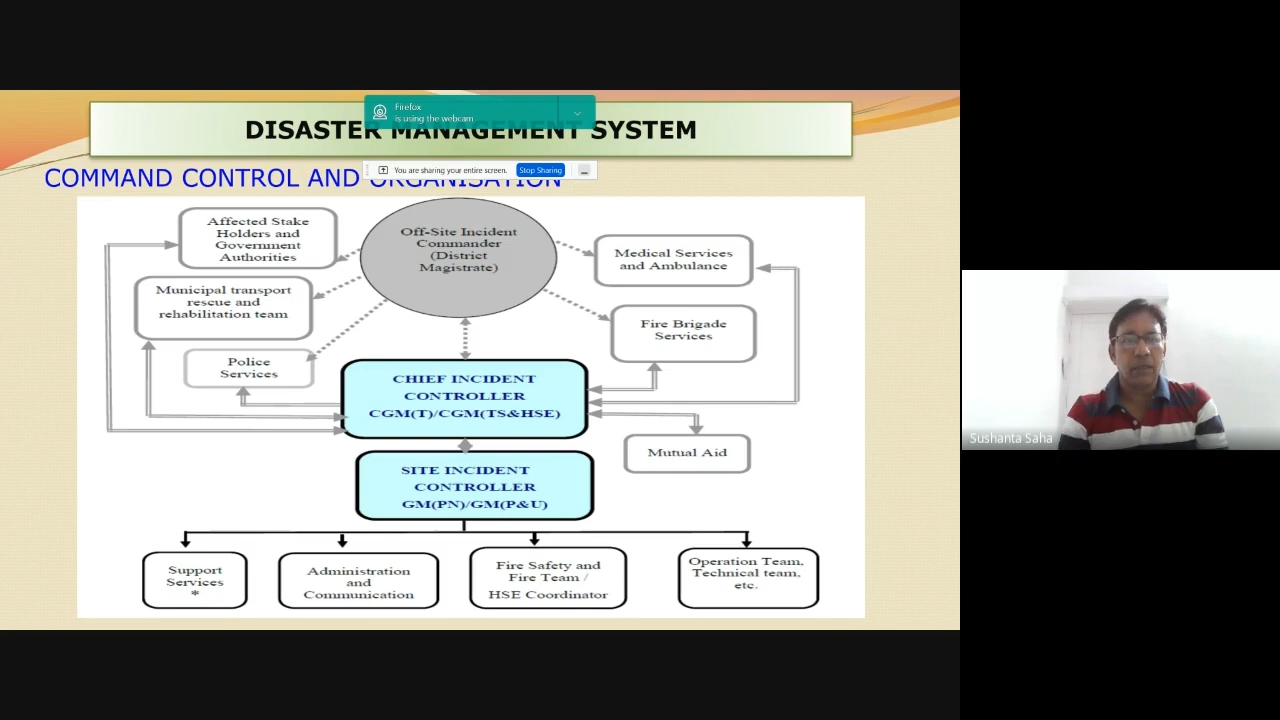 Firefox
is using the webcam
DISASTER MANAGEMENT SYSTEM
You are sharing your entire screen. Stop Sharing
COMMAND CONTROL AND ORGANISATION
Affected Stake
Holders and
Government
Authorities
Off-Site Incident
Commander
(District
Magistrate)
Medical Services
and Ambulance
Municipal transport
rescue and
rehabilitation team
Fire Brigade
Services
Police
Services
CHIEF INCIDENT
CONTROLLER
CGM(T)/CGM(TS&HSE)
Mutual Aid
SITE INCIDENT
CONTROLLER
GM(PN)/GM(P&U)
Support
Services
*
Administration
and
Communication
Fire Safety and
Fire Team /
HSE Coordinator
Operation Team,
Technical team,
etc.
Sushanta Saha